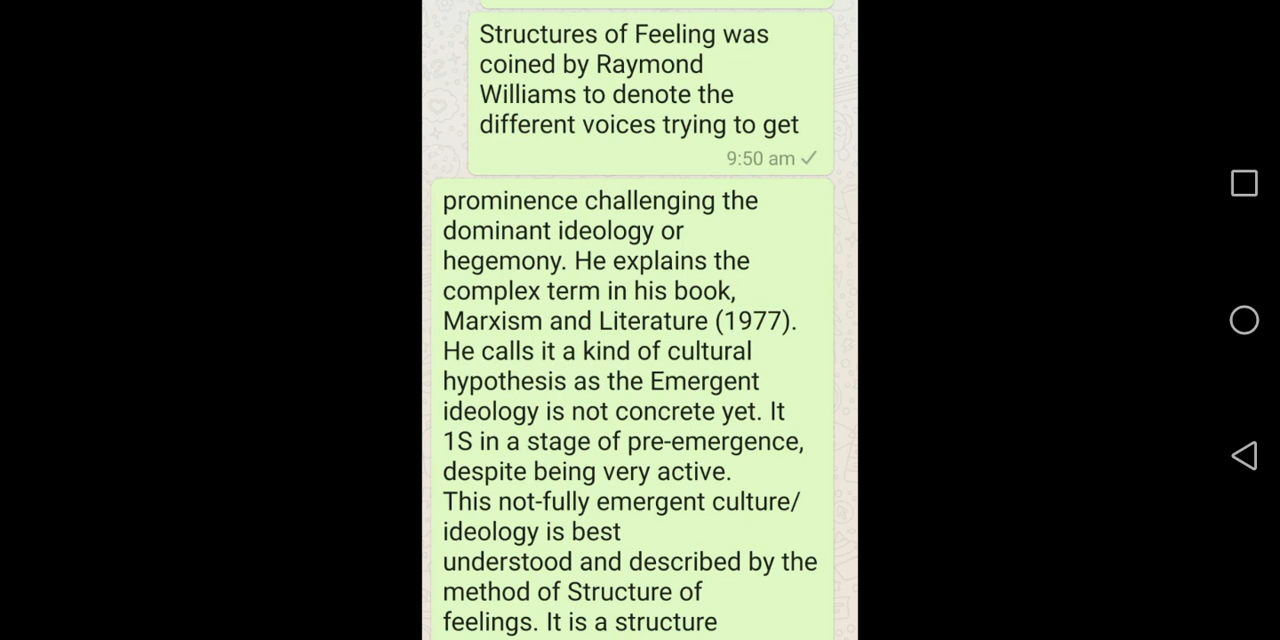 Structures of Feeling was
coined by Raymond
Williams to denote the
different voices trying to get
9:50 am
prominence challenging the
dominant ideology or
hegemony. He explains the
complex term in his book,
Marxism and Literature (1977).
He calls it a kind of cultural
hypothesis as the Emergent
ideology is not concrete yet. It
1S in a stage of pre-emergence,
despite being very active.
This not-fully emergent culture/
ideology is best
understood and described by the
method of Structure of
feelings. It is a structure